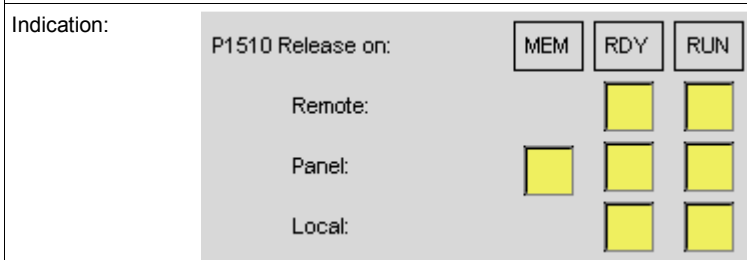 Indication:
P1510 Release on: MEM RDY RUN
Remote:
Panel:
Local: